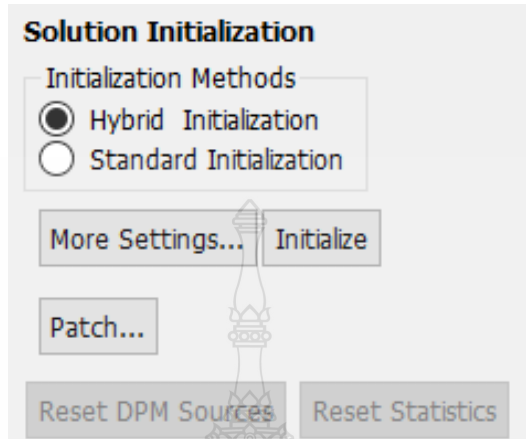 Solution Initialization
Initialization Methods
Hybrid Initialization
Standard Initialization
More Settings... Initialize
Patch...
Reset DPM Sources Reset Statistics